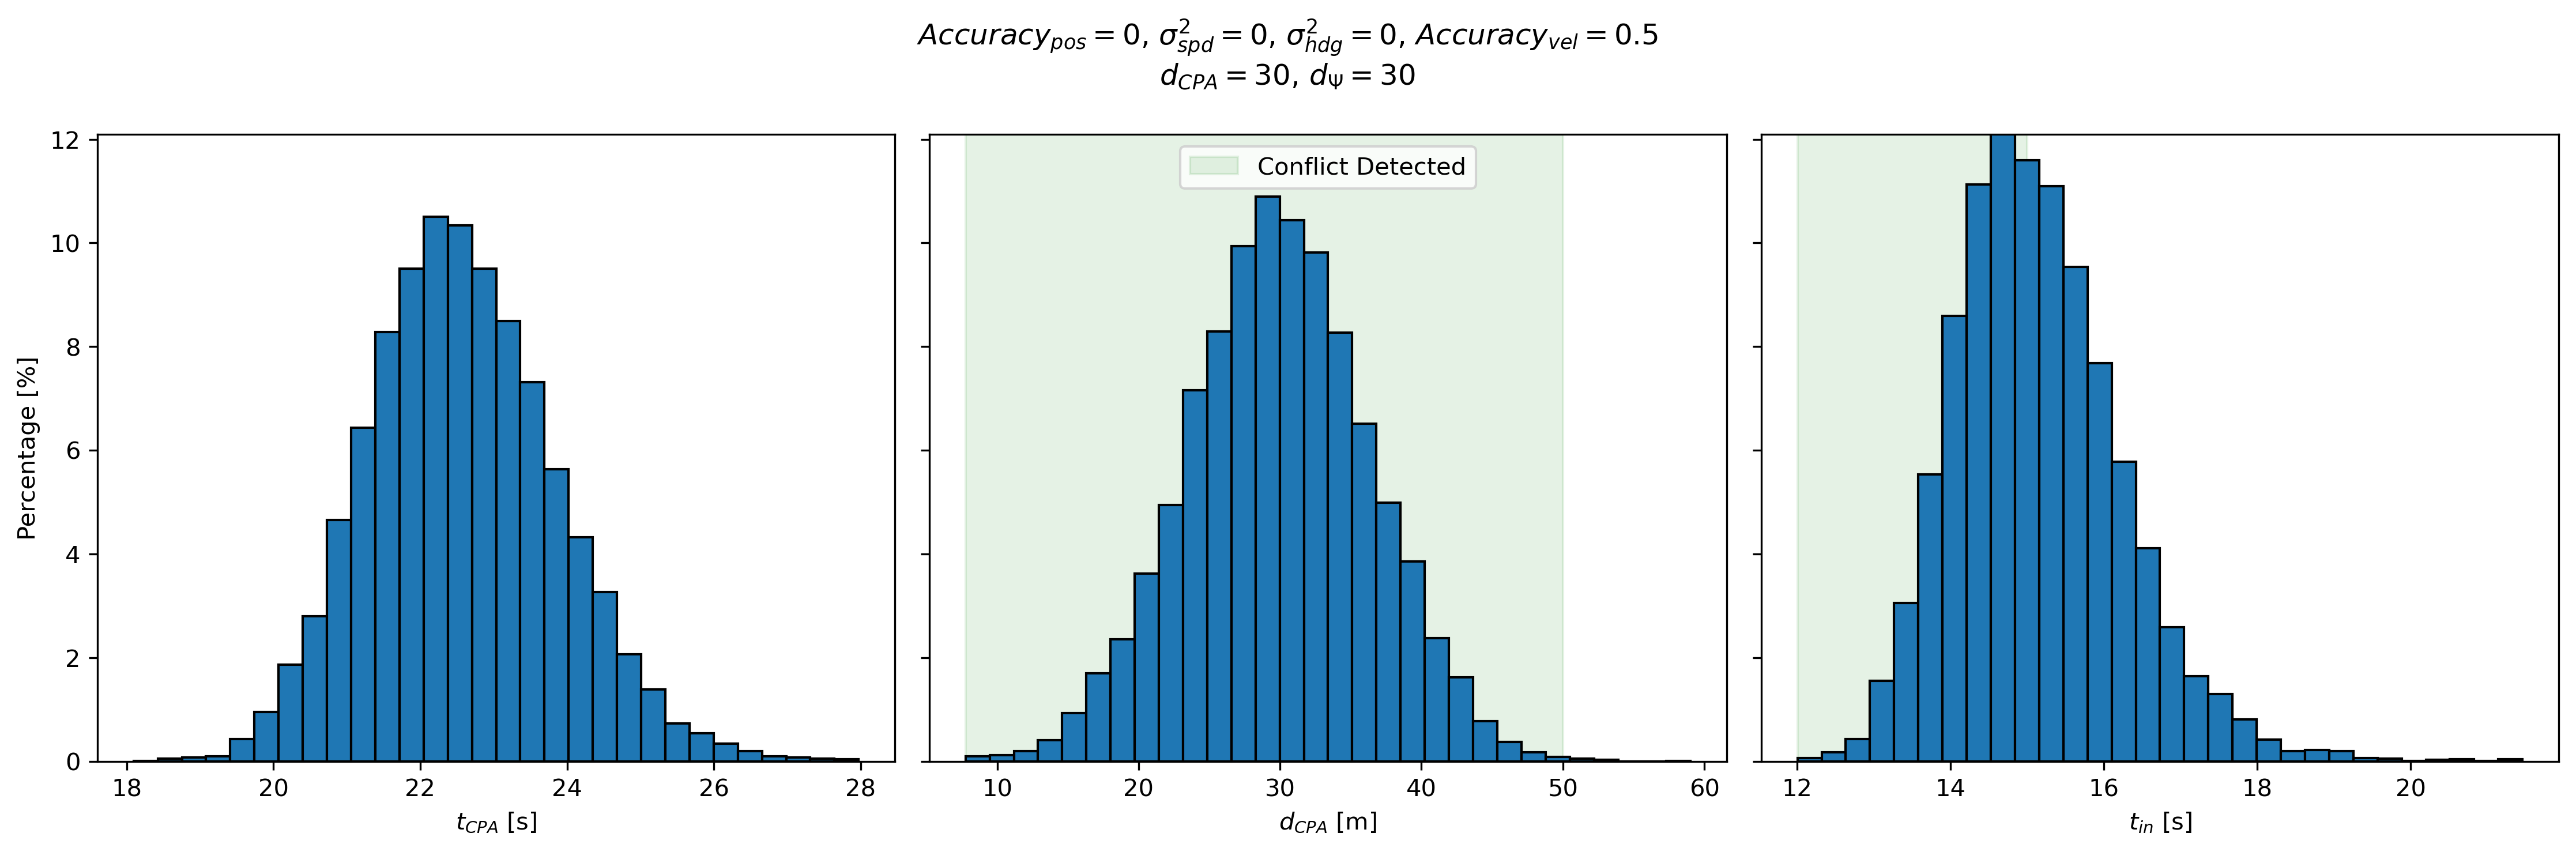 Accuracy_pos = 0, σ²_spd = 0, σ²_hdg = 0, Accuracy_vel = 0.5
d_CPA = 30, d_Ψ = 30
Percentage [%]
12
10
8
6
4
2
0
18 20 22 24 26 28
t_CPA [s]
Conflict Detected
10 20 30 40 50 60
d_CPA [m]
12 14 16 18 20
t_in [s]